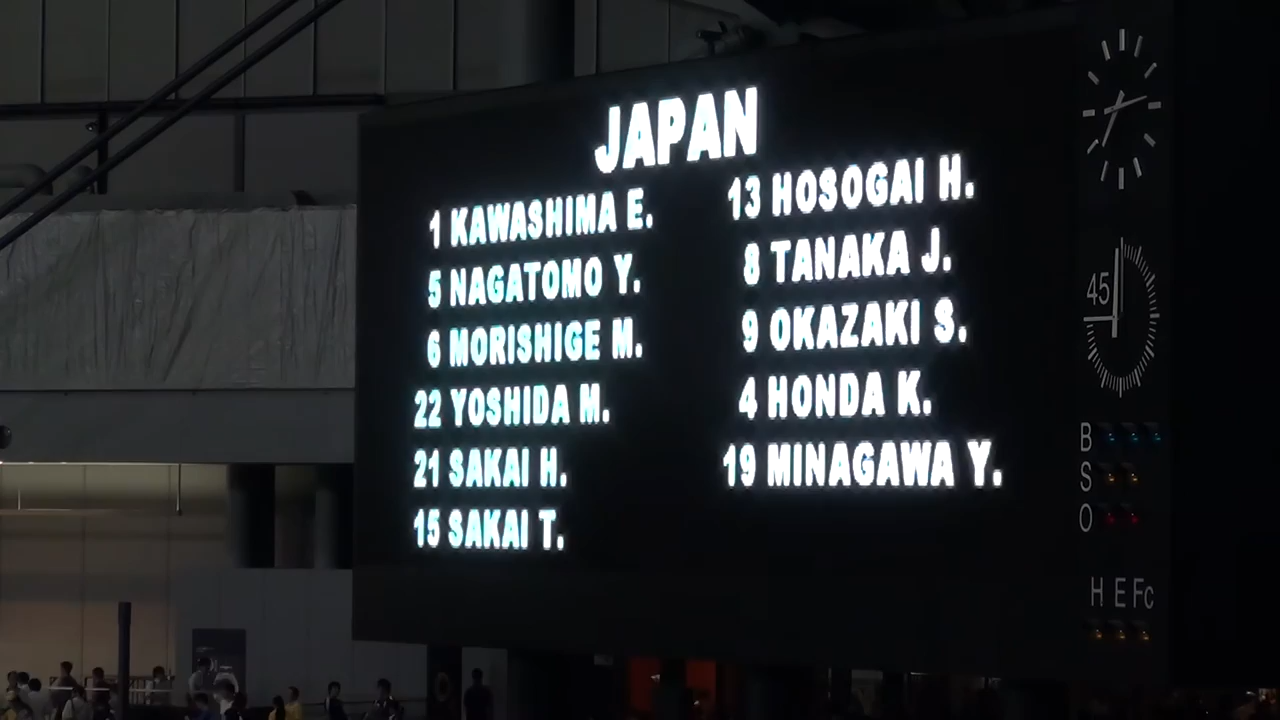 JAPAN
1 KAWASHIMA E.
5 NAGATOMO Y.
6 MORISHIGE M.
22 YOSHIDA M.
21 SAKAI H.
15 SAKAI T.
13 HOSOGAI H.
8 TANAKA J.
9 OKAZAKI S.
4 HONDA K.
19 MINAGAWA Y.
45
B
S
O
H E Fc